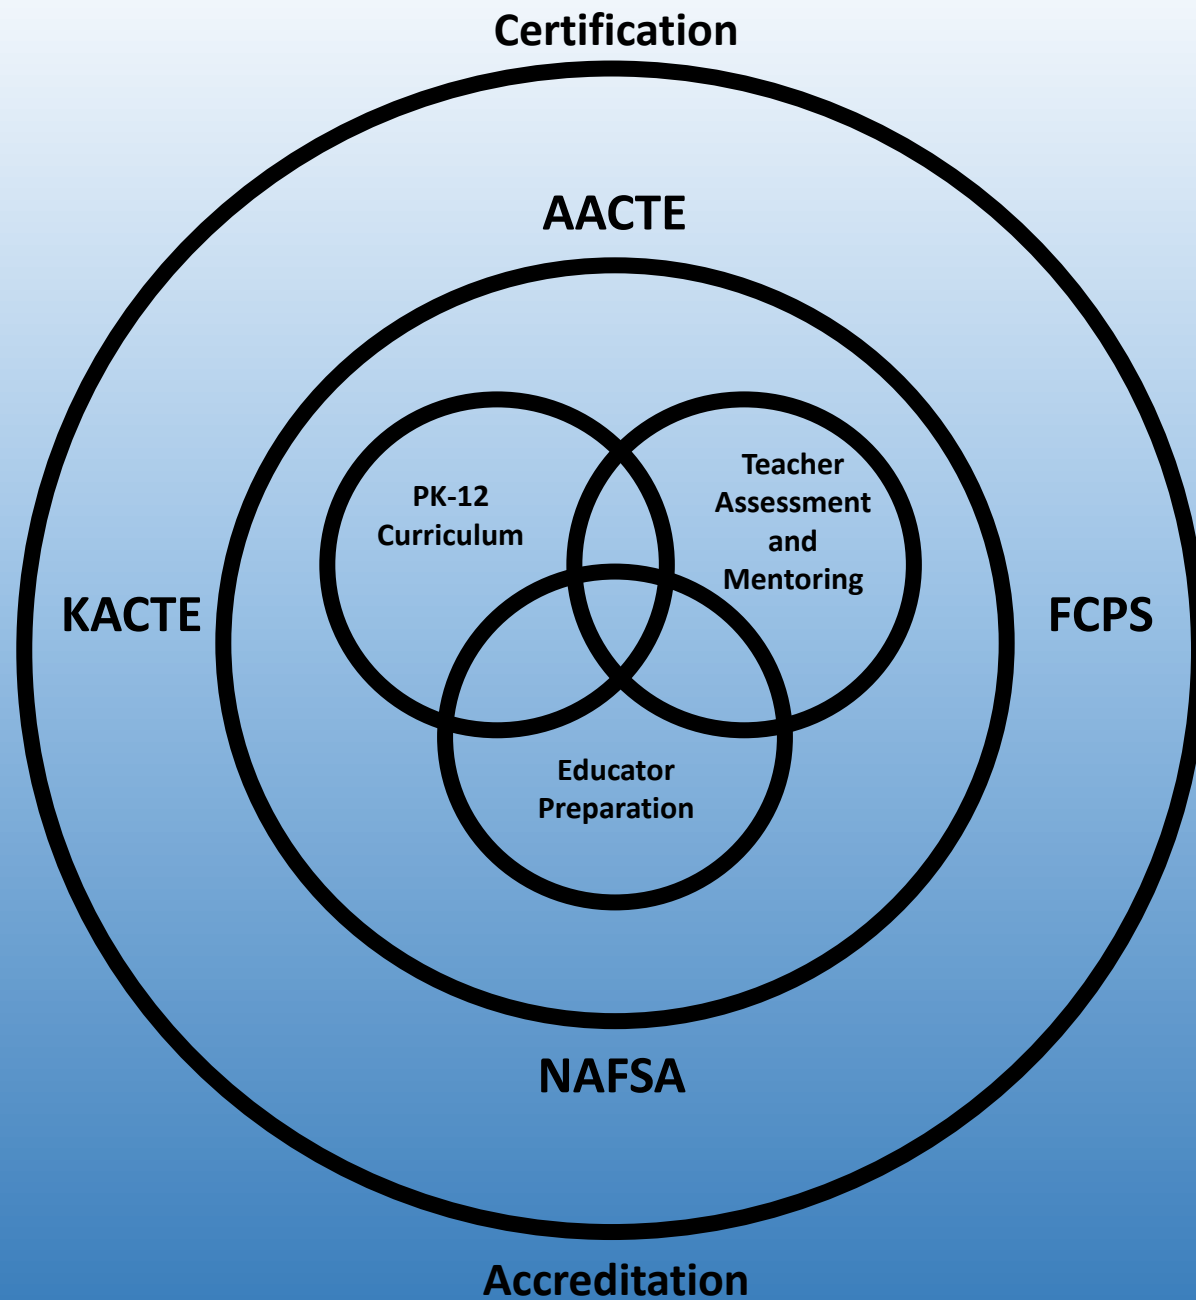 Certification
AACTE
PK-12
Curriculum
Teacher
Assessment
and
Mentoring
KACTE
FCPS
Educator
Preparation
NAFSA
Accreditation